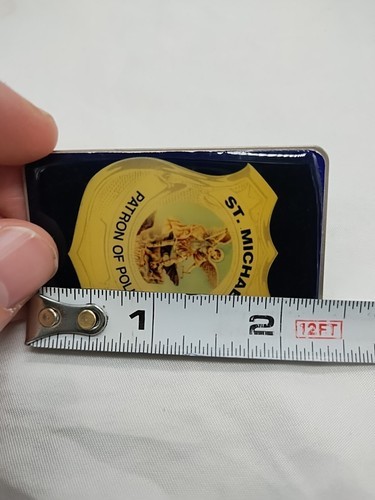 ST. MICHA
PATRON OF POL
1
2
12FT